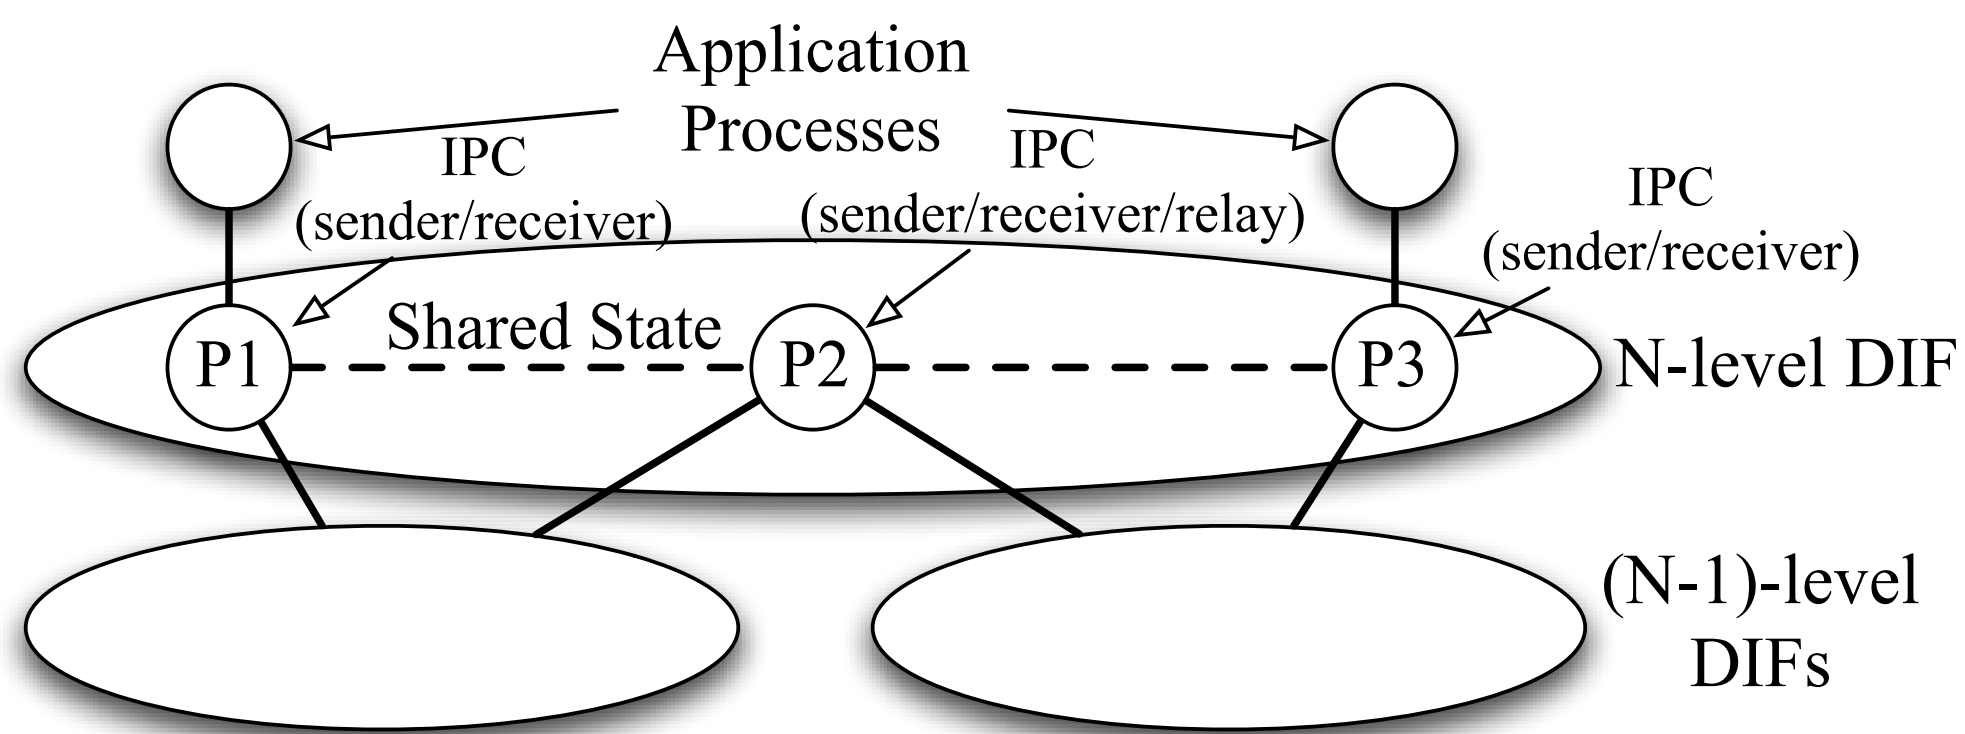 Application
Processes
IPC
(sender/receiver)
IPC
(sender/receiver/relay)
IPC
(sender/receiver)
Shared State
P1
P2
P3
N-level DIF
(N-1)-level
DIFs